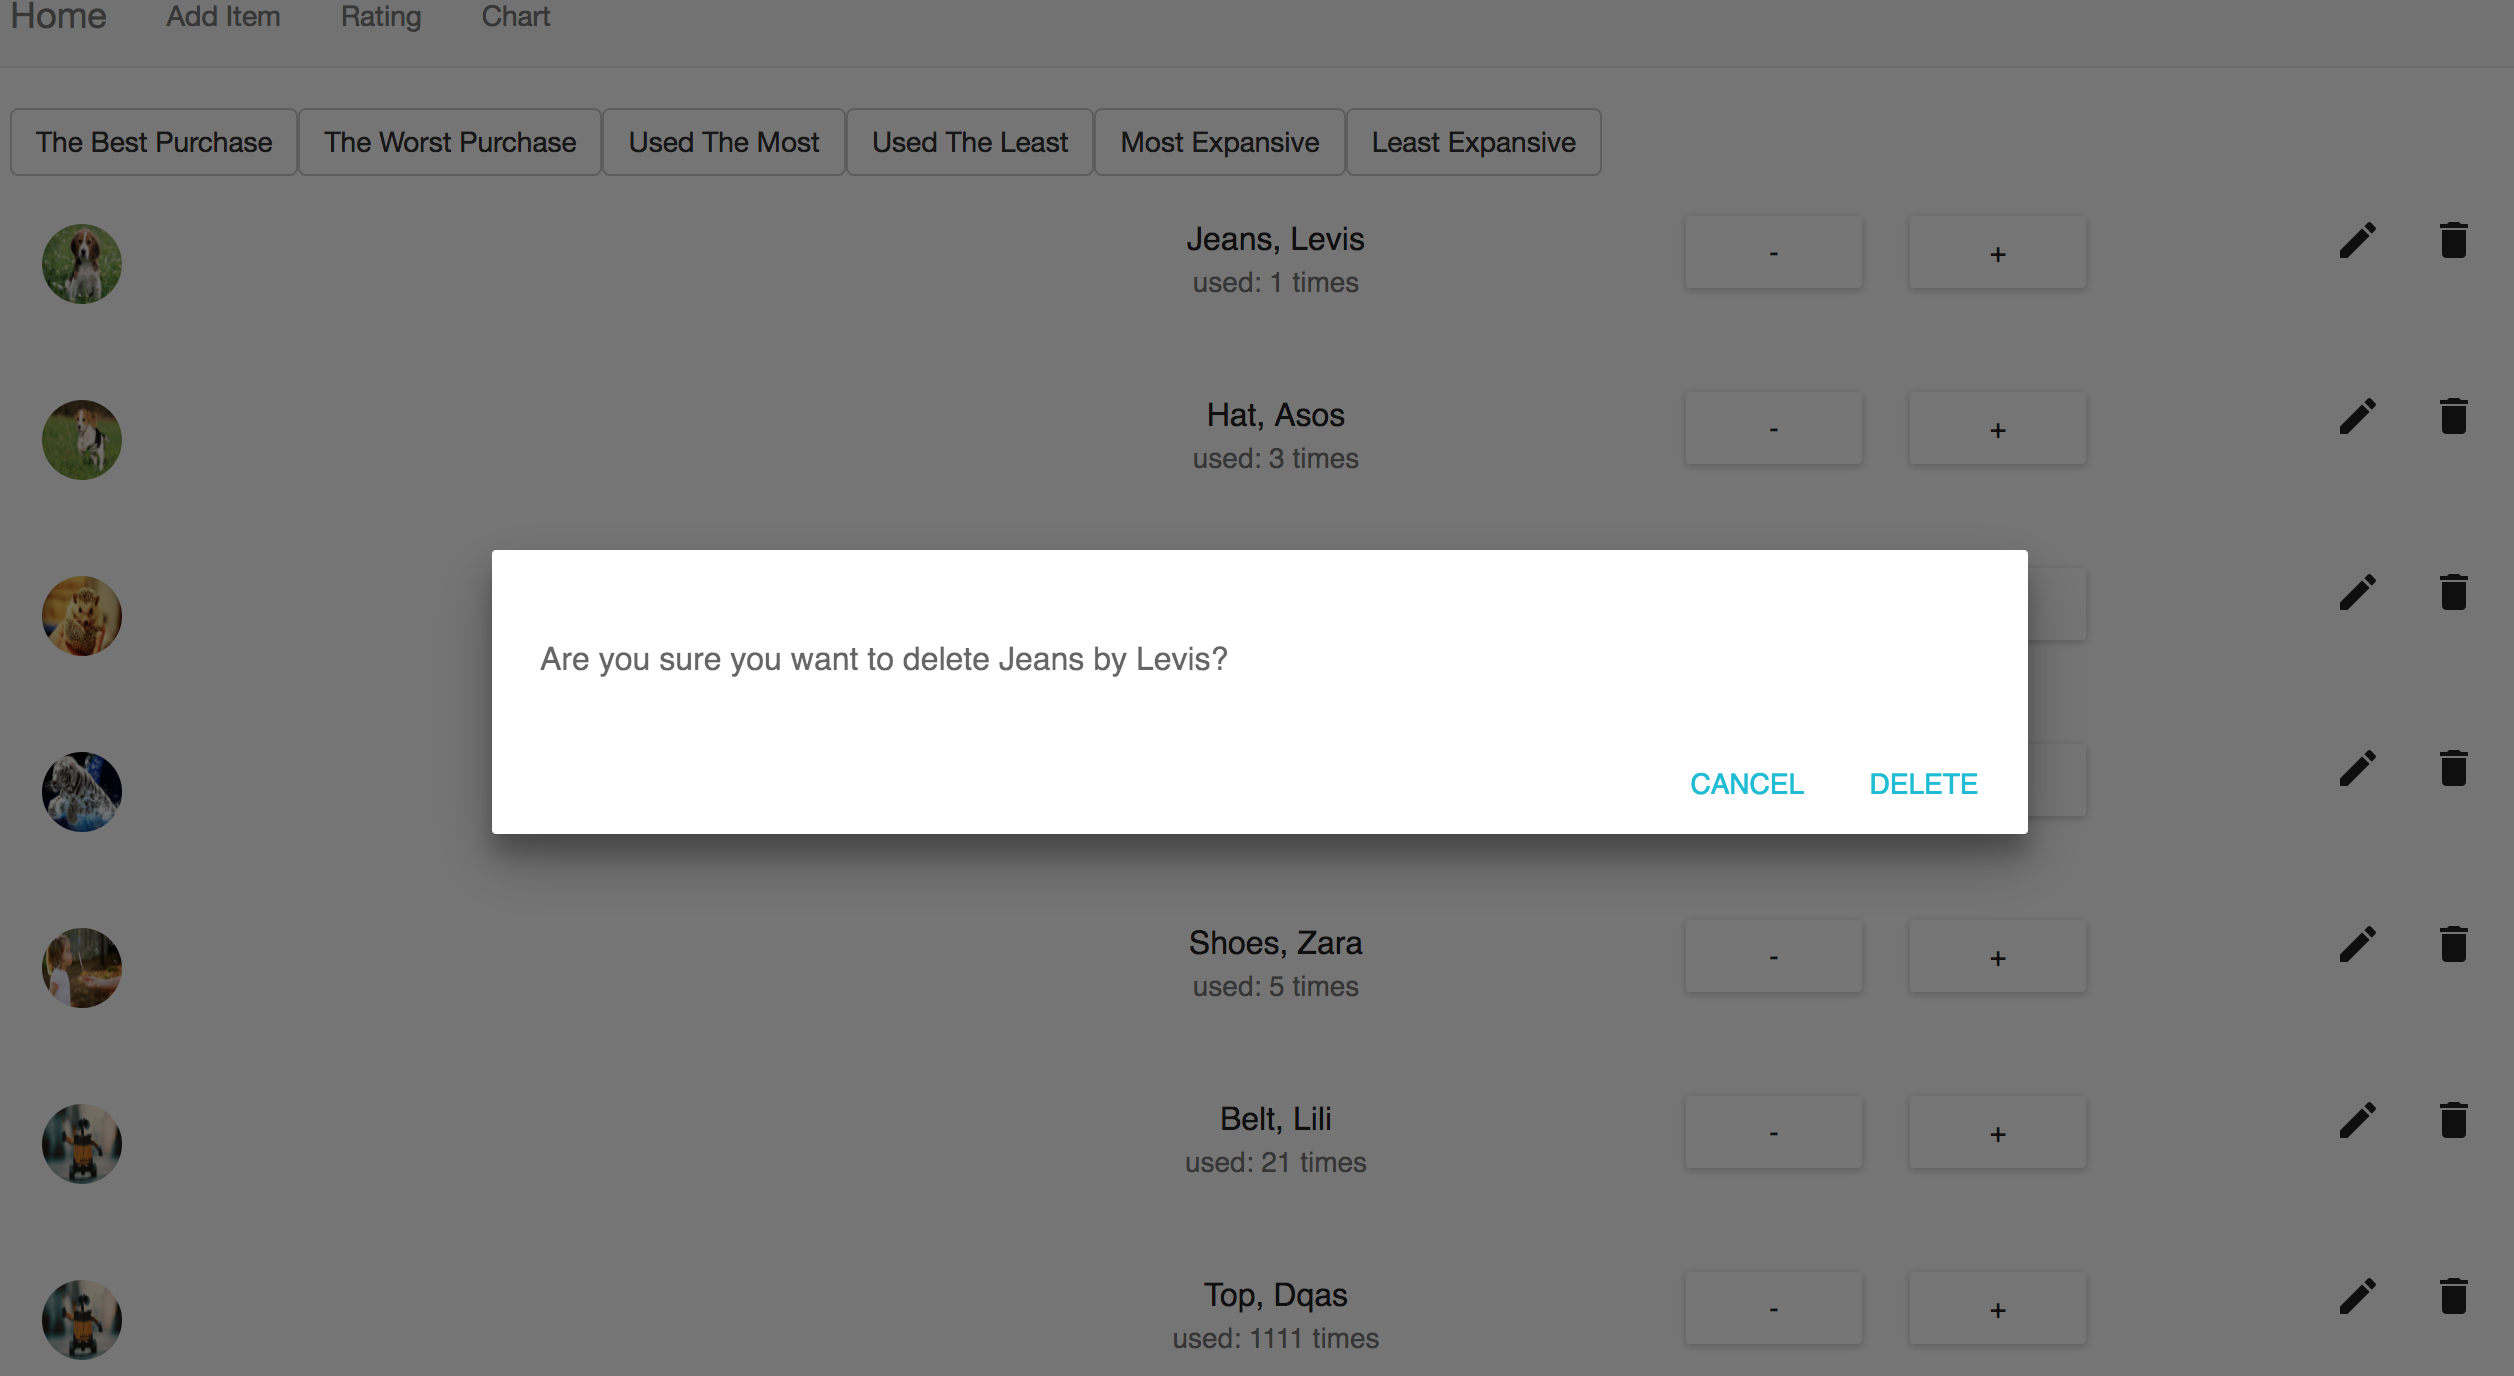 Home Add Item Rating Chart
The Best Purchase The Worst Purchase Used The Most Used The Least Most Expansive Least Expansive
Jeans, Levis
used: 1 times
- +
Hat, Asos
used: 3 times
- +
Are you sure you want to delete Jeans by Levis?
CANCEL DELETE
Shoes, Zara
used: 5 times
- +
Belt, Lili
used: 21 times
- +
Top, Dqas
used: 1111 times
- +